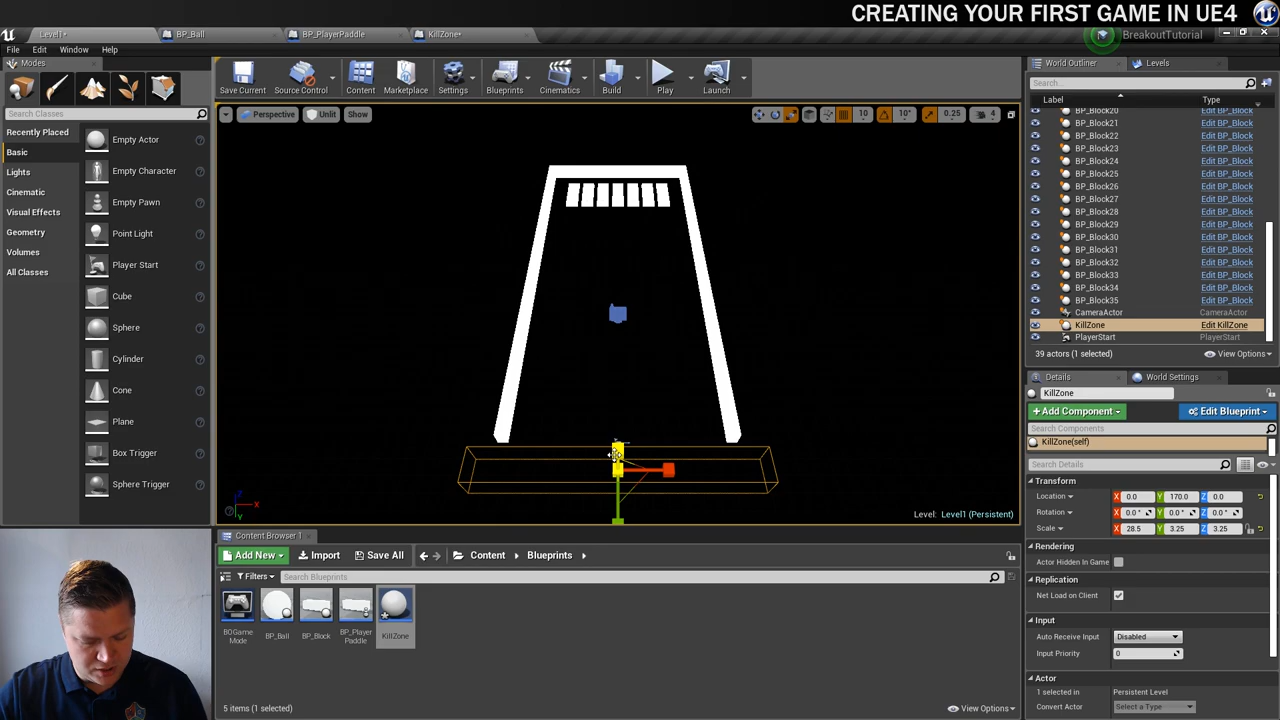 CREATING YOUR FIRST GAME IN UE4
Level1*
BP_Ball
BP_PlayerPaddle
KillZone*
BreakoutTutorial
File Edit Window Help
Modes
Search Classes
Recently Placed
Basic
Lights
Cinematic
Visual Effects
Geometry
Volumes
All Classes
Empty Actor
Empty Character
Empty Pawn
Point Light
Player Start
Cube
Sphere
Cylinder
Cone
Plane
Box Trigger
Sphere Trigger
Save Current
Source Control
Content
Marketplace
Settings
Blueprints
Cinematics
Build
Play
Launch
Perspective
Unlit
Show
10
10°
0.25
4
X
Z
Y
X
Level: Level1 (Persistent)
World Outliner
Levels
Search...
Label
Type
BP_Block20 Edit BP_Block
BP_Block21 Edit BP_Block
BP_Block22 Edit BP_Block
BP_Block23 Edit BP_Block
BP_Block24 Edit BP_Block
BP_Block25 Edit BP_Block
BP_Block26 Edit BP_Block
BP_Block27 Edit BP_Block
BP_Block28 Edit BP_Block
BP_Block29 Edit BP_Block
BP_Block30 Edit BP_Block
BP_Block31 Edit BP_Block
BP_Block32 Edit BP_Block
BP_Block33 Edit BP_Block
BP_Block34 Edit BP_Block
BP_Block35 Edit BP_Block
CameraActor CameraActor
KillZone Edit KillZone
PlayerStart PlayerStart
39 actors (1 selected)
View Options
Details
World Settings
KillZone
Add Component
Edit Blueprint
Search Components
KillZone(self)
Search Details
Transform
Location X 0.0 Y 170.0 Z 0.0
Rotation X 0.0 ° Y 0.0 ° Z 0.0 °
Scale X 28.5 Y 3.25 Z 3.25
Rendering
Actor Hidden In Game
Replication
Net Load on Client
Input
Auto Receive Input Disabled
Input Priority 0
Actor
1 selected in Persistent Level
Convert Actor Select a Type
Content Browser 1
Add New
Import
Save All
Content
Blueprints
Filters
Search Blueprints
BOGame
Mode
BP_Ball
BP_Block
BP_Player
Paddle
KillZone
5 items (1 selected)
View Options